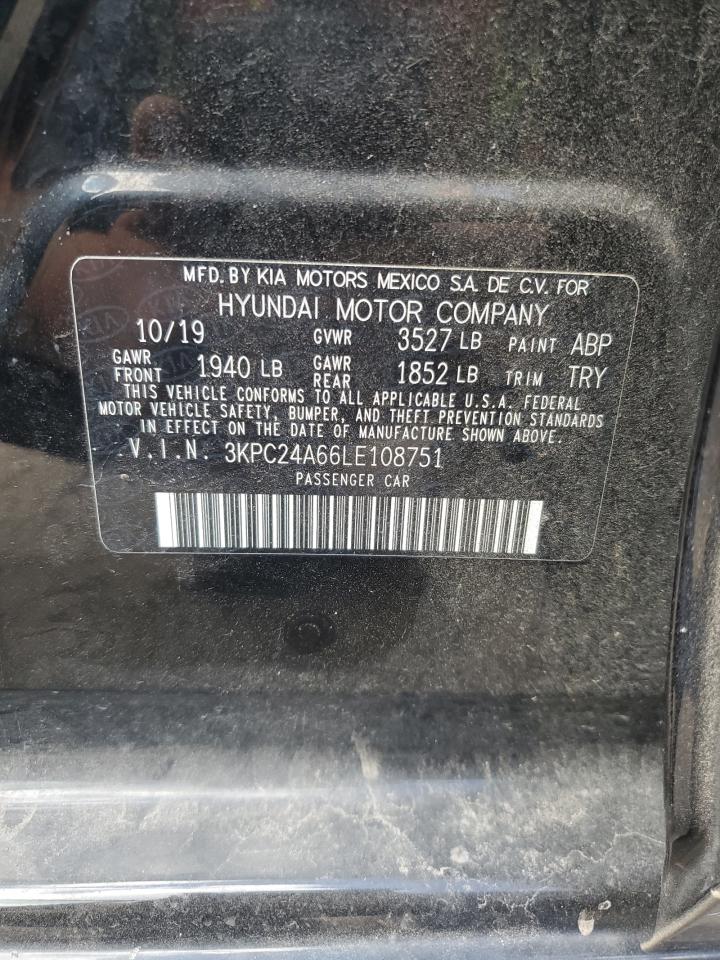 MFD. BY KIA MOTORS MEXICO S.A. DE C.V. FOR
HYUNDAI MOTOR COMPANY
10/19 GVWR 3527 LB PAINT ABP
GAWR FRONT 1940 LB GAWR REAR 1852 LB TRIM TRY
THIS VEHICLE CONFORMS TO ALL APPLICABLE U.S.A. FEDERAL
MOTOR VEHICLE SAFETY, BUMPER, AND THEFT PREVENTION STANDARDS
IN EFFECT ON THE DATE OF MANUFACTURE SHOWN ABOVE.
V.I.N. 3KPC24A66LE108751
PASSENGER CAR